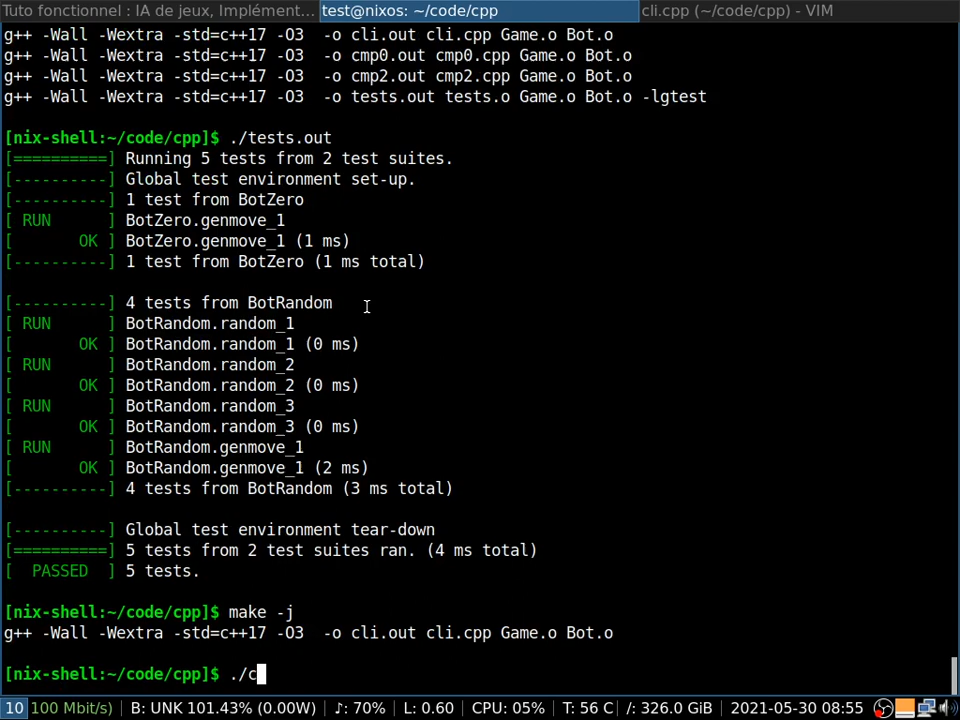 Tuto fonctionnel : IA de jeux, Implément... test@nixos: ~/code/cpp cli.cpp (~/code/cpp) - VIM
g++ -Wall -Wextra -std=c++17 -O3  -o cli.out cli.cpp Game.o Bot.o
g++ -Wall -Wextra -std=c++17 -O3  -o cmp0.out cmp0.cpp Game.o Bot.o
g++ -Wall -Wextra -std=c++17 -O3  -o cmp2.out cmp2.cpp Game.o Bot.o
g++ -Wall -Wextra -std=c++17 -O3  -o tests.out tests.o Game.o Bot.o -lgtest
[nix-shell:~/code/cpp]$ ./tests.out
[==========] Running 5 tests from 2 test suites.
[----------] Global test environment set-up.
[----------] 1 test from BotZero
[ RUN      ] BotZero.genmove_1
[       OK ] BotZero.genmove_1 (1 ms)
[----------] 1 test from BotZero (1 ms total)
[----------] 4 tests from BotRandom
[ RUN      ] BotRandom.random_1
[       OK ] BotRandom.random_1 (0 ms)
[ RUN      ] BotRandom.random_2
[       OK ] BotRandom.random_2 (0 ms)
[ RUN      ] BotRandom.random_3
[       OK ] BotRandom.random_3 (0 ms)
[ RUN      ] BotRandom.genmove_1
[       OK ] BotRandom.genmove_1 (2 ms)
[----------] 4 tests from BotRandom (3 ms total)
[----------] Global test environment tear-down
[==========] 5 tests from 2 test suites ran. (4 ms total)
[  PASSED  ] 5 tests.
[nix-shell:~/code/cpp]$ make -j
g++ -Wall -Wextra -std=c++17 -O3  -o cli.out cli.cpp Game.o Bot.o
[nix-shell:~/code/cpp]$ ./c
10 100 Mbit/s) | B: UNK 101.43% (0.00W) | ♪: 70% | L: 0.60 | CPU: 05% | T: 56 C | /: 326.0 GiB | 2021-05-30 08:55